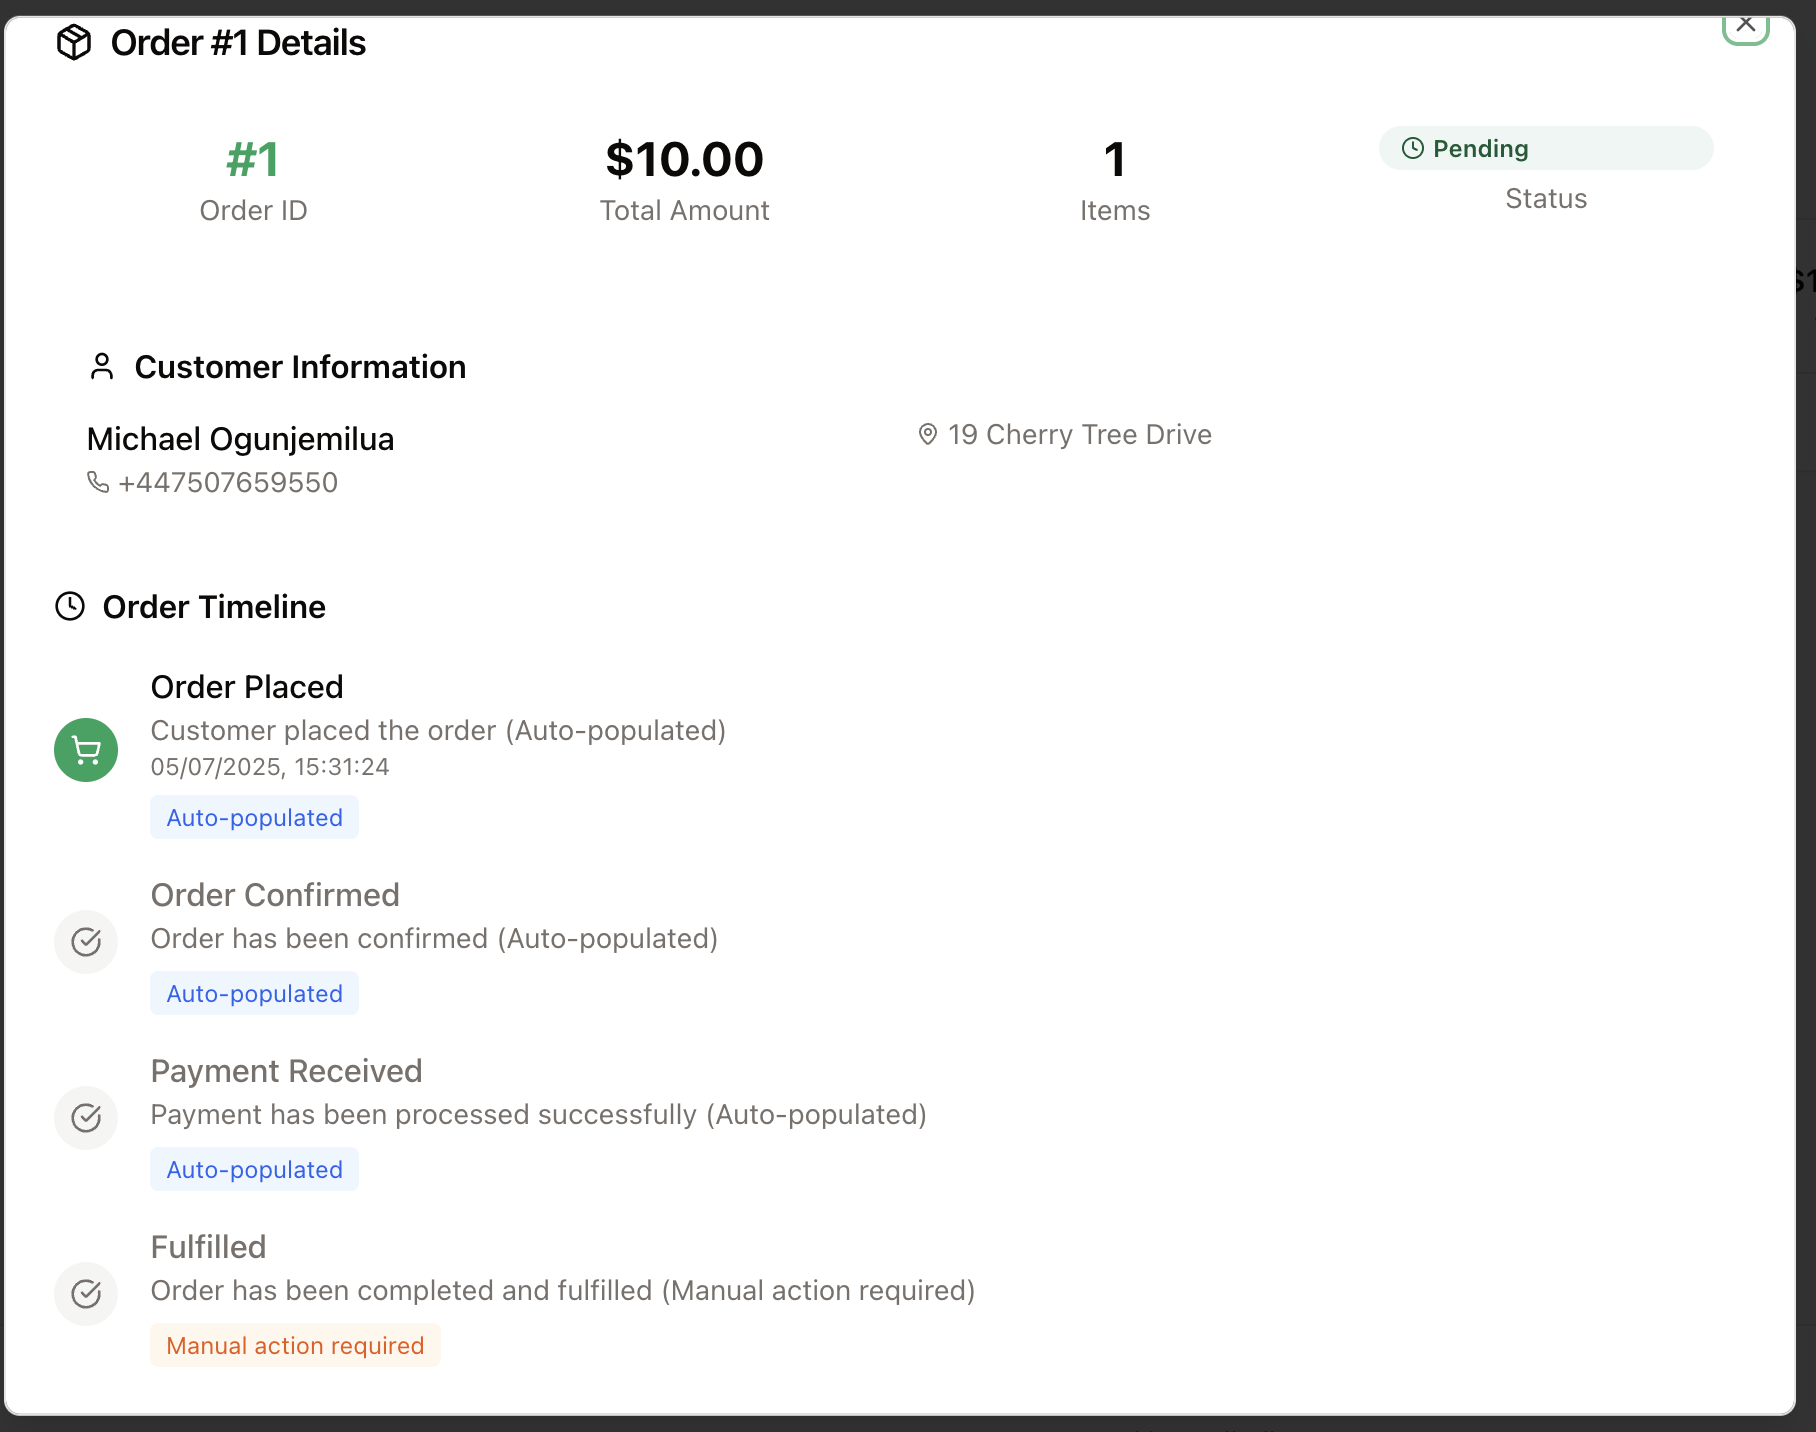 Order #1 Details
#1
Order ID
$10.00
Total Amount
1
Items
Pending
Status
Customer Information
Michael Ogunjemilua
+447507659550
19 Cherry Tree Drive
Order Timeline
Order Placed
Customer placed the order (Auto-populated)
05/07/2025, 15:31:24
Auto-populated
Order Confirmed
Order has been confirmed (Auto-populated)
Auto-populated
Payment Received
Payment has been processed successfully (Auto-populated)
Auto-populated
Fulfilled
Order has been completed and fulfilled (Manual action required)
Manual action required